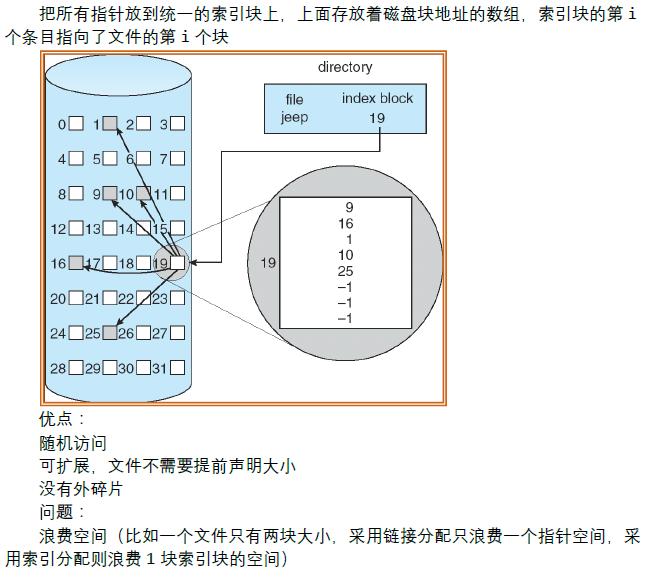 把所有指针放到统一的索引块上，上面存放着磁盘块地址的数组，索引块的第 i
个条目指向了文件的第 i 个块
directory
file index block
jeep 19
0 1 2 3
4 5 6 7
8 9 10 11
12 13 14 15
16 17 18 19
20 21 22 23
24 25 26 27
28 29 30 31
19
9
16
1
10
25
–1
–1
–1
优点：
随机访问
可扩展，文件不需要提前声明大小
没有外碎片
问题：
浪费空间（比如一个文件只有两块大小，采用链接分配只浪费一个指针空间，采
用索引分配则浪费 1 块索引块的空间）